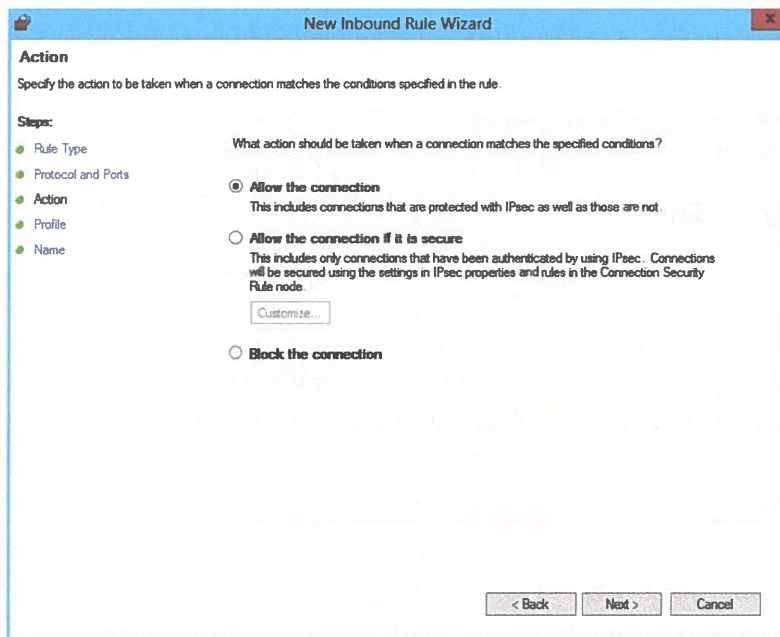 New Inbound Rule Wizard
x
Action
Specify the action to be taken when a connection matches the conditions specified in the rule.
Steps:
Rule Type
Protocol and Ports
Action
Profile
Name
What action should be taken when a connection matches the specified conditions?
Allow the connection
This includes connections that are protected with IPsec as well as those are not.
Allow the connection if it is secure
This includes only connections that have been authenticated by using IPsec. Connections
will be secured using the settings in IPsec properties and rules in the Connection Security
Rule node.
Customize...
Block the connection
< Back
Next >
Cancel